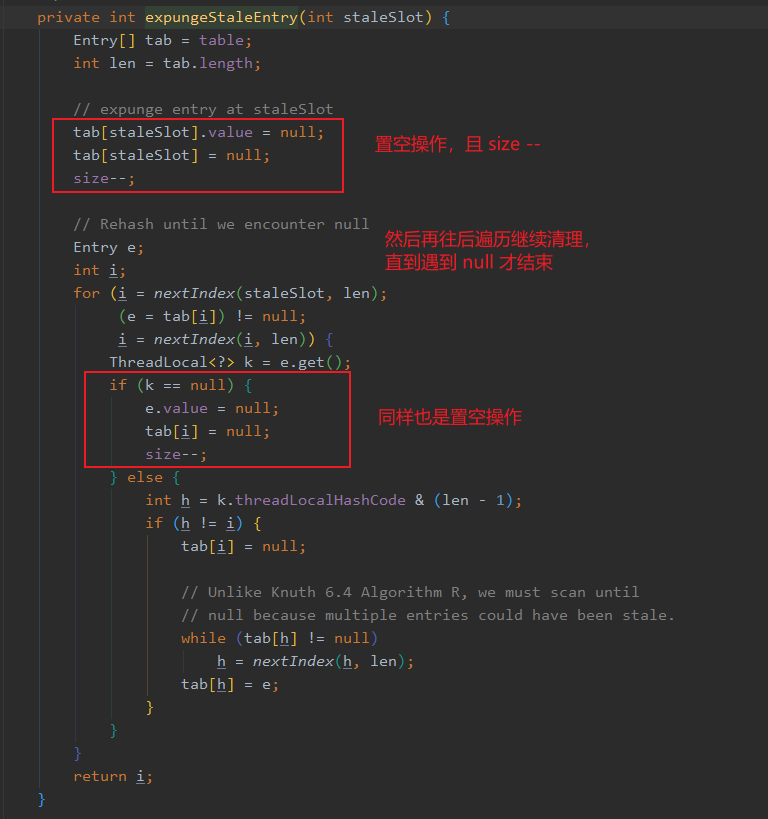 private int expungeStaleEntry(int staleSlot) {
Entry[] tab = table;
int len = tab.length;
// expunge entry at staleSlot
tab[staleSlot].value = null;
tab[staleSlot] = null;
size--;
置空操作，且 size --
// Rehash until we encounter null
Entry e;
int i;
然后再往后遍历继续清理，
直到遇到 null 才结束
for (i = nextIndex(staleSlot, len);
(e = tab[i]) != null;
i = nextIndex(i, len)) {
ThreadLocal<?> k = e.get();
if (k == null) {
e.value = null;
tab[i] = null;
size--;
同样也是置空操作
} else {
int h = k.threadLocalHashCode & (len - 1);
if (h != i) {
tab[i] = null;
// Unlike Knuth 6.4 Algorithm R, we must scan until
// null because multiple entries could have been stale.
while (tab[h] != null)
h = nextIndex(h, len);
tab[h] = e;
}
}
}
return i;
}